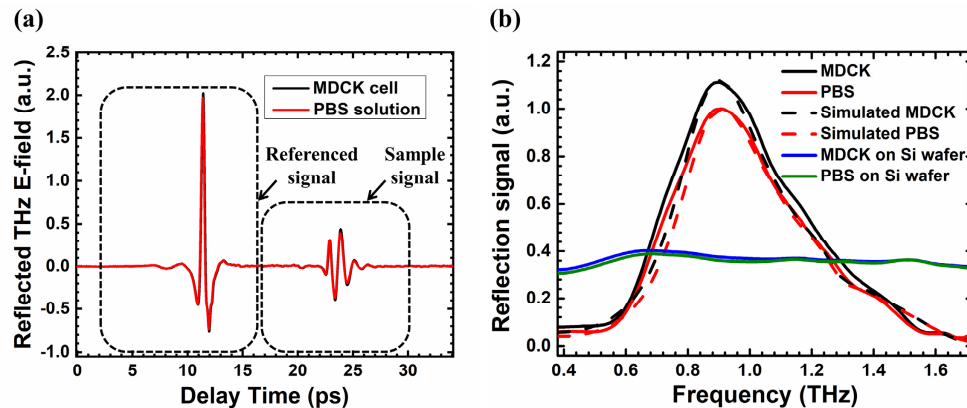 (a)
Reflected THz E-field (a.u.)
2.5
2.0
1.5
1.0
0.5
0.0
-0.5
-1.0
MDCK cell
PBS solution
Referenced
signal
Sample
signal
0 5 10 15 20 25 30
Delay Time (ps)
(b)
Reflection signal (a.u.)
1.2
1.0
0.8
0.6
0.4
0.2
0.0
MDCK
PBS
Simulated MDCK
Simulated PBS
MDCK on Si wafer
PBS on Si wafer
0.4 0.6 0.8 1.0 1.2 1.4 1.6
Frequency (THz)